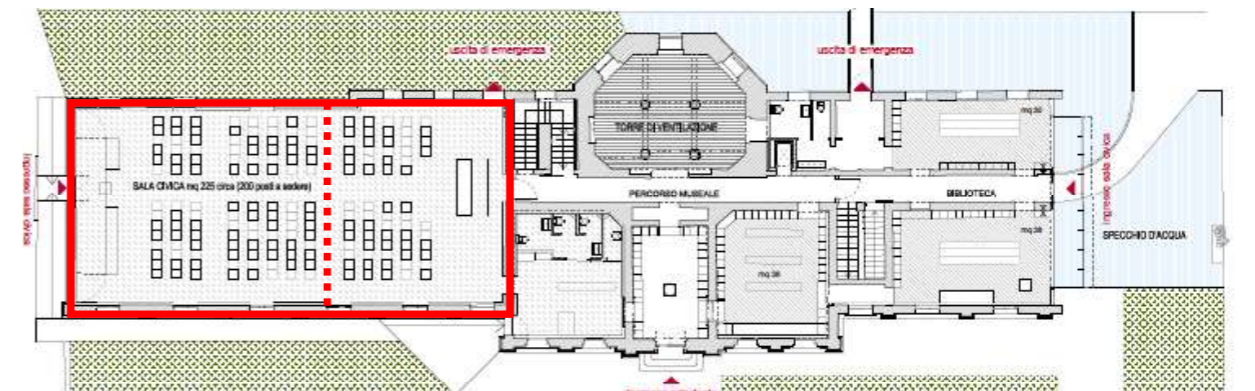 uscita di emergenza
uscita di emergenza
mq 38
TORRE DI VENTILAZIONE
ingresso sala civica
SALA CIVICA mq 225 circa (200 posti a sedere)
PERCORSO MUSEALE
BIBLIOTECA
ingresso sala civica
mq 38
SPECCHIO D'ACQUA
mq 38